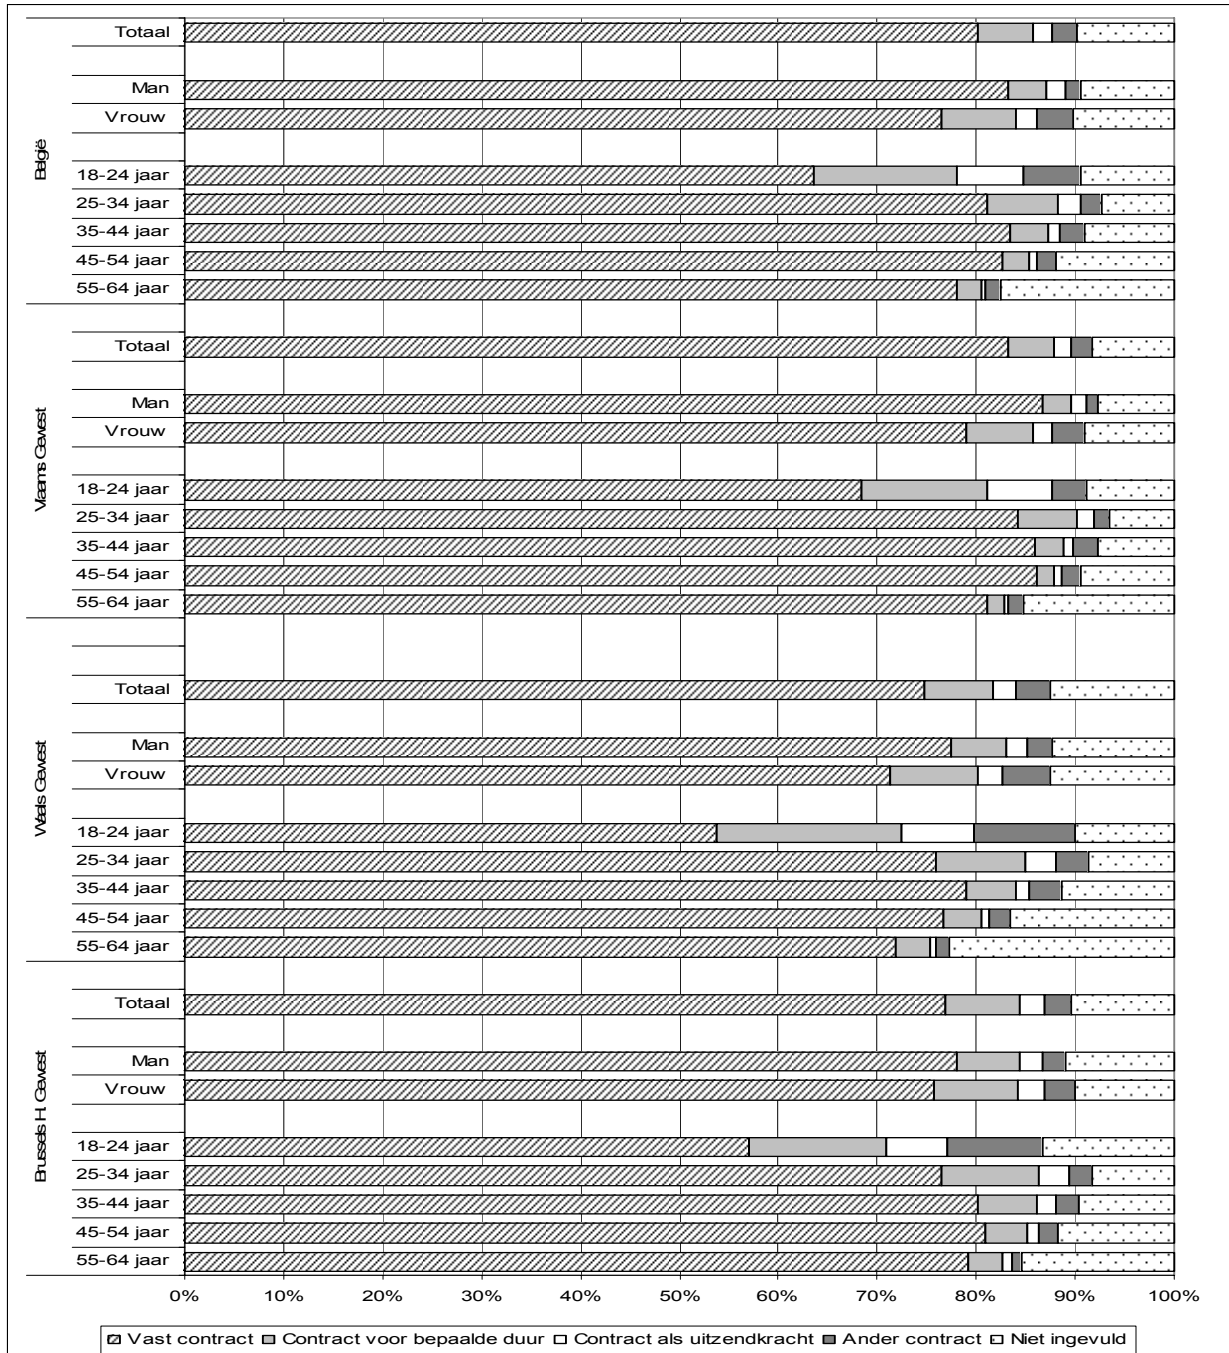 België
Totaal
Man
Vrouw
18-24 jaar
25-34 jaar
35-44 jaar
45-54 jaar
55-64 jaar
Vlaams Gewest
Totaal
Man
Vrouw
18-24 jaar
25-34 jaar
35-44 jaar
45-54 jaar
55-64 jaar
Waals Gewest
Totaal
Man
Vrouw
18-24 jaar
25-34 jaar
35-44 jaar
45-54 jaar
55-64 jaar
Brussels H. Gewest
Totaal
Man
Vrouw
18-24 jaar
25-34 jaar
35-44 jaar
45-54 jaar
55-64 jaar
0% 10% 20% 30% 40% 50% 60% 70% 80% 90% 100%
Vast contract Contract voor bepaalde duur Contract als uitzendkracht Ander contract Niet ingevuld